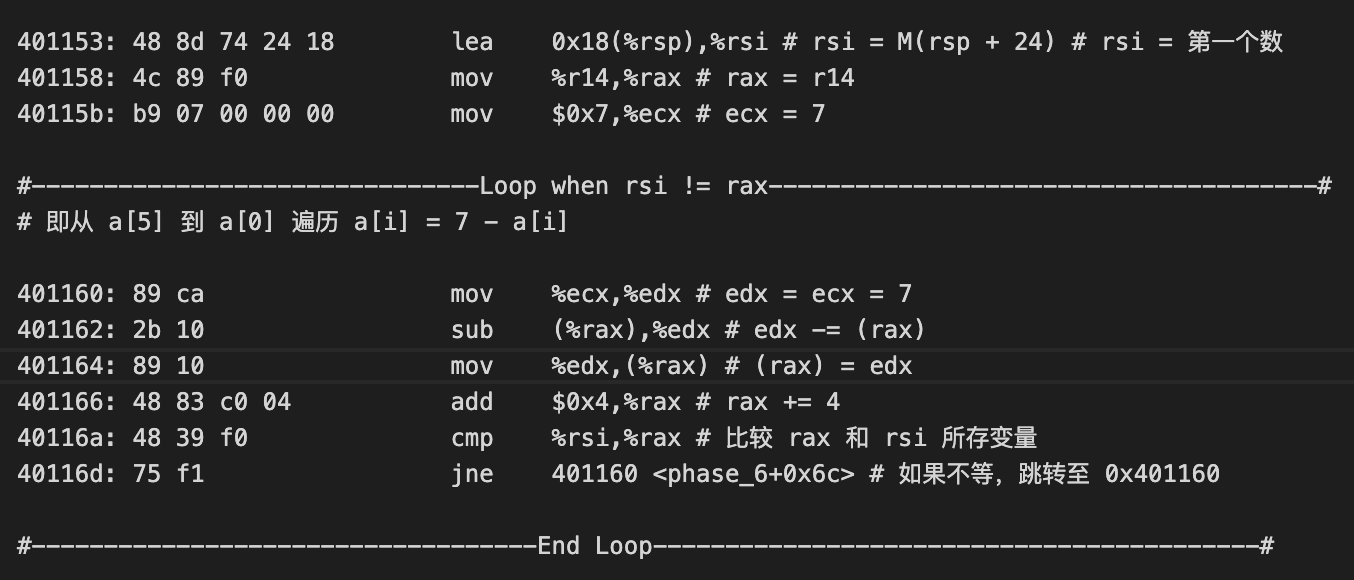 401153: 48 8d 74 24 18 lea 0x18(%rsp),%rsi # rsi = M(rsp + 24) # rsi = 第一个数
401158: 4c 89 f0 mov %r14,%rax # rax = r14
40115b: b9 07 00 00 00 mov $0x7,%ecx # ecx = 7
#-------------------------------Loop when rsi != rax--------------------------------------#
# 即从 a[5] 到 a[0] 遍历 a[i] = 7 - a[i]
401160: 89 ca mov %ecx,%edx # edx = ecx = 7
401162: 2b 10 sub (%rax),%edx # edx -= (rax)
401164: 89 10 mov %edx,(%rax) # (rax) = edx
401166: 48 83 c0 04 add $0x4,%rax # rax += 4
40116a: 48 39 f0 cmp %rsi,%rax # 比较 rax 和 rsi 所存变量
40116d: 75 f1 jne 401160 <phase_6+0x6c> # 如果不等，跳转至 0x401160
#-----------------------------------End Loop------------------------------------------#